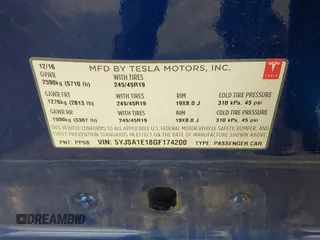 12/16 MFD BY TESLA MOTORS, INC.
GVWR WITH TIRES
2590kg (5710 lb) 245/45R19
TESLA
GAWR FRT WITH TIRES RIM COLD TIRE PRESSURE
1276kg (2813 lb) 245/45R19 19X8.0 J 310 kPa, 45 psi
GAWR RR WITH TIRES RIM COLD TIRE PRESSURE
1500kg (3307 lb) 245/45R19 19X8.0 J 310 kPa, 45 psi
THIS VEHICLE CONFORMS TO ALL APPLICABLE FEDERAL MOTOR
VEHICLE SAFETY, BUMPER, AND THEFT PREVENTION STANDARDS
IN EFFECT ON THE DATE OF MANUFACTURE SHOWN ABOVE
PNT: PPSB VIN: 5YJSA1E18GF174200 TYPE: PASSENGER CAR
DREAMBID